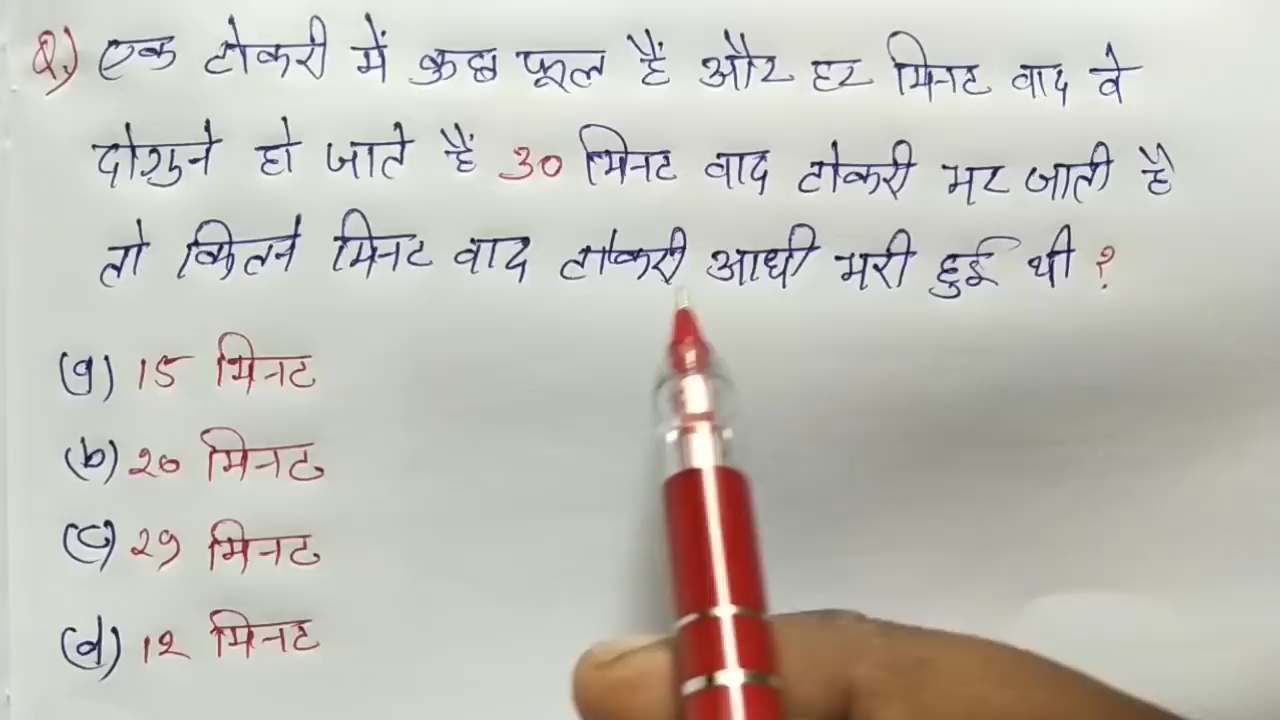 Q.) एक टोकरी में कुछ फूल हैं और हर मिनट वाद वे
दोगुने हो जाते हैं 30 मिनट वाद टोकरी भर जाती है
तो कितने मिनट वाद टोकरी आधी भरी हुई थी ?
(a) 15 मिनट
(b) 20 मिनट
(c) 29 मिनट
(d) 12 मिनट